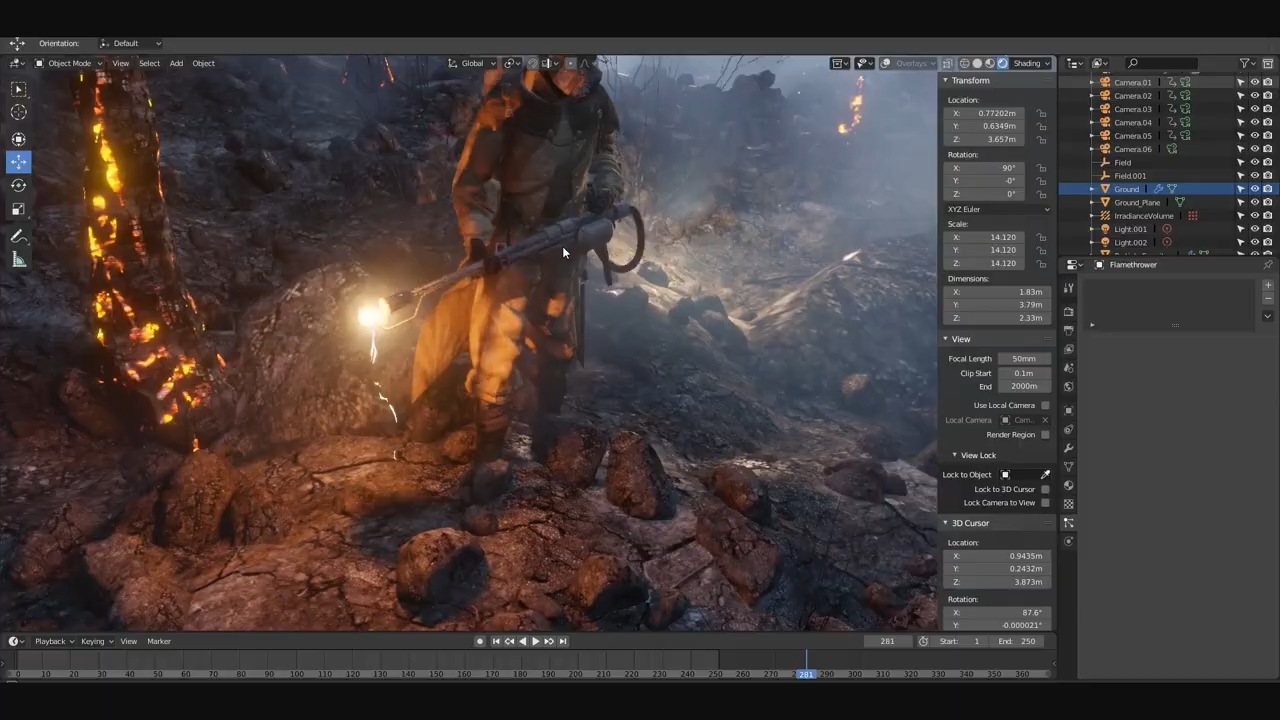 Orientation: Default
Object Mode View Select Add Object Global Overlays Shading
Transform
Location:
X: 0.77202m
Y: 0.6349m
Z: 3.657m
Rotation:
X: 90°
Y: -0°
Z: 0°
XYZ Euler
Scale:
X: 14.120
Y: 14.120
Z: 14.120
Dimensions:
X: 1.83m
Y: 3.79m
Z: 2.33m
View
Focal Length 50mm
Clip Start 0.1m
End 2000m
Use Local Camera
Local Camera Cam..
Render Region
View Lock
Lock to Object
Lock to 3D Cursor
Lock Camera to View
3D Cursor
Location:
X: 0.9435m
Y: 0.2432m
Z: 3.873m
Rotation:
X: 87.6°
Y: -0.000021°
Camera.01
Camera.02
Camera.03
Camera.04
Camera.05
Camera.06
Field
Field.001
Ground
Ground_Plane
IrradianceVolume
Light.001
Light.002
Flamethrower
Playback Keying View Marker 281 Start: 1 End: 250
0 10 20 30 40 50 60 70 80 90 100 110 120 130 140 150 160 170 180 190 200 210 220 230 240 250 260 270 281 290 300 310 320 330 340 350 360